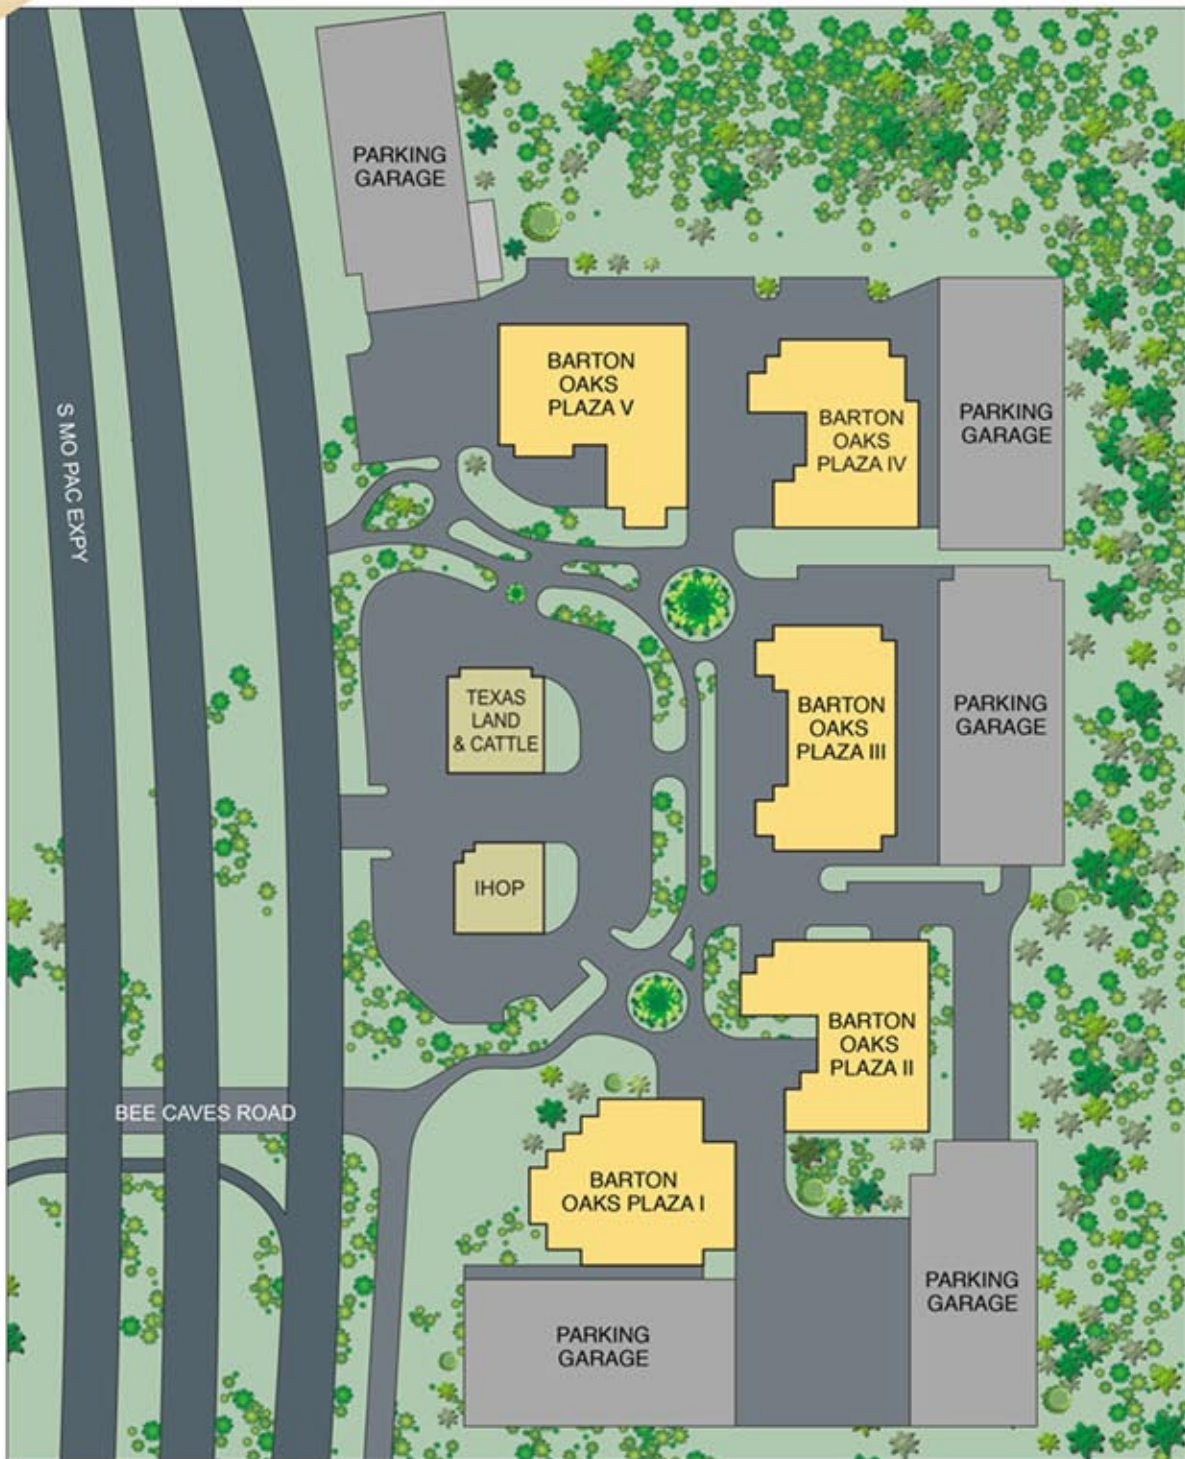 PARKING
GARAGE
BARTON
OAKS
PLAZA V
BARTON
OAKS
PLAZA IV
PARKING
GARAGE
S MO PAC EXPY
TEXAS
LAND
& CATTLE
BARTON
OAKS
PLAZA III
PARKING
GARAGE
IHOP
BARTON
OAKS
PLAZA II
BEE CAVES ROAD
BARTON
OAKS PLAZA I
PARKING
GARAGE
PARKING
GARAGE